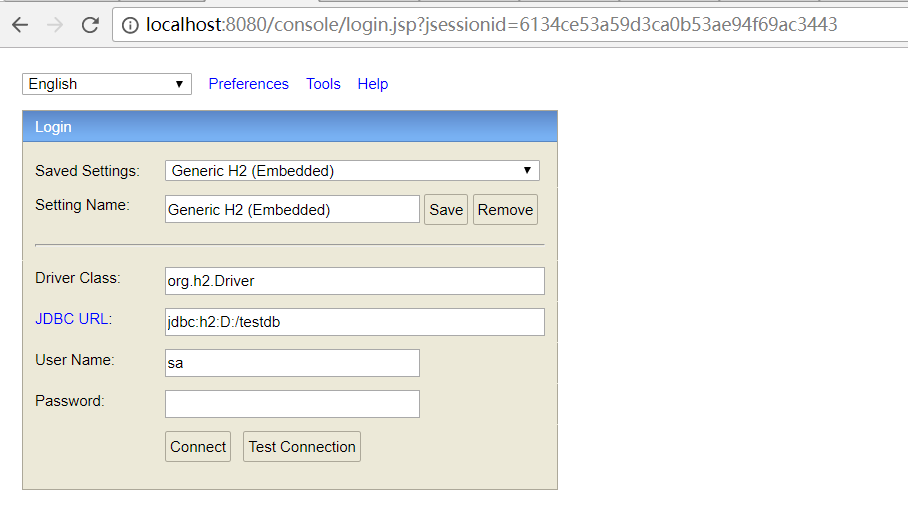 localhost:8080/console/login.jsp?jsessionid=6134ce53a59d3ca0b53ae94f69ac3443
English Preferences Tools Help
Login
Saved Settings: Generic H2 (Embedded)
Setting Name: Generic H2 (Embedded) Save Remove
Driver Class: org.h2.Driver
JDBC URL: jdbc:h2:D:/testdb
User Name: sa
Password:
Connect Test Connection